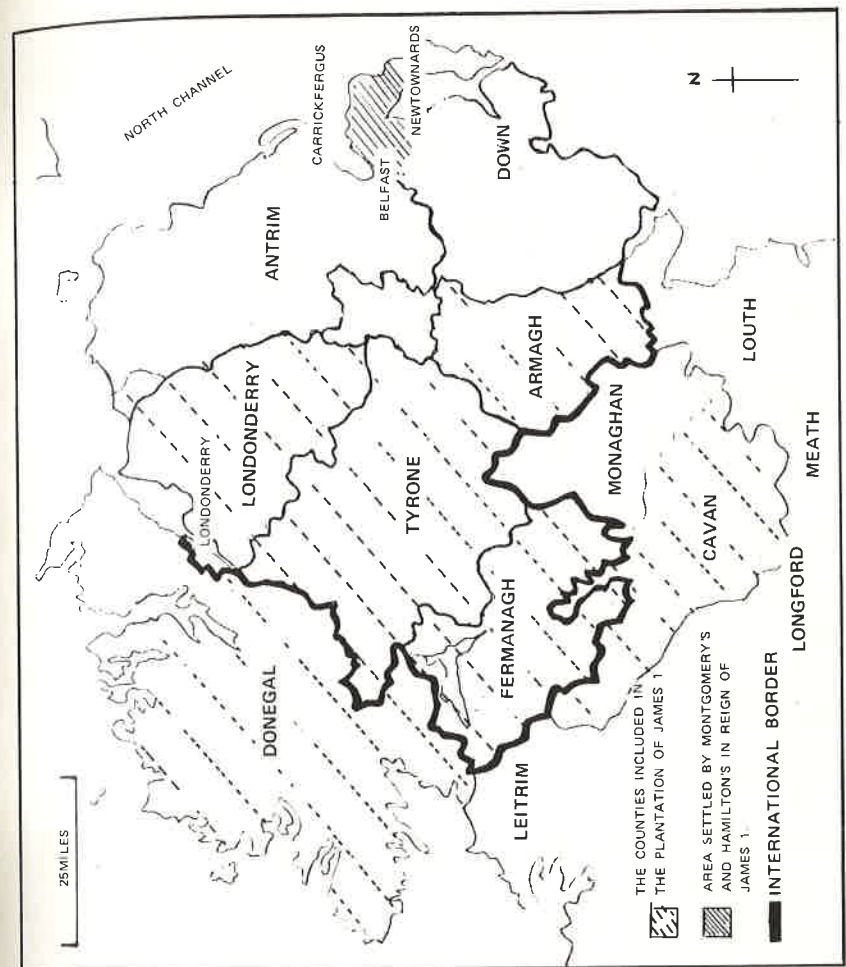 NORTH CHANNEL
CARRICKFERGUS
NEWTOWNARDS
BELFAST
DOWN
ANTRIM
LONDONDERRY
LONDONDERRY
TYRONE
ARMAGH
MONAGHAN
LOUTH
MEATH
CAVAN
LONGFORD
FERMANAGH
DONEGAL
LEITRIM
N
25MILES
THE COUNTIES INCLUDED IN
THE PLANTATION OF JAMES 1
AREA SETTLED BY MONTGOMERY'S
AND HAMILTON'S IN REIGN OF
JAMES 1.
INTERNATIONAL BORDER